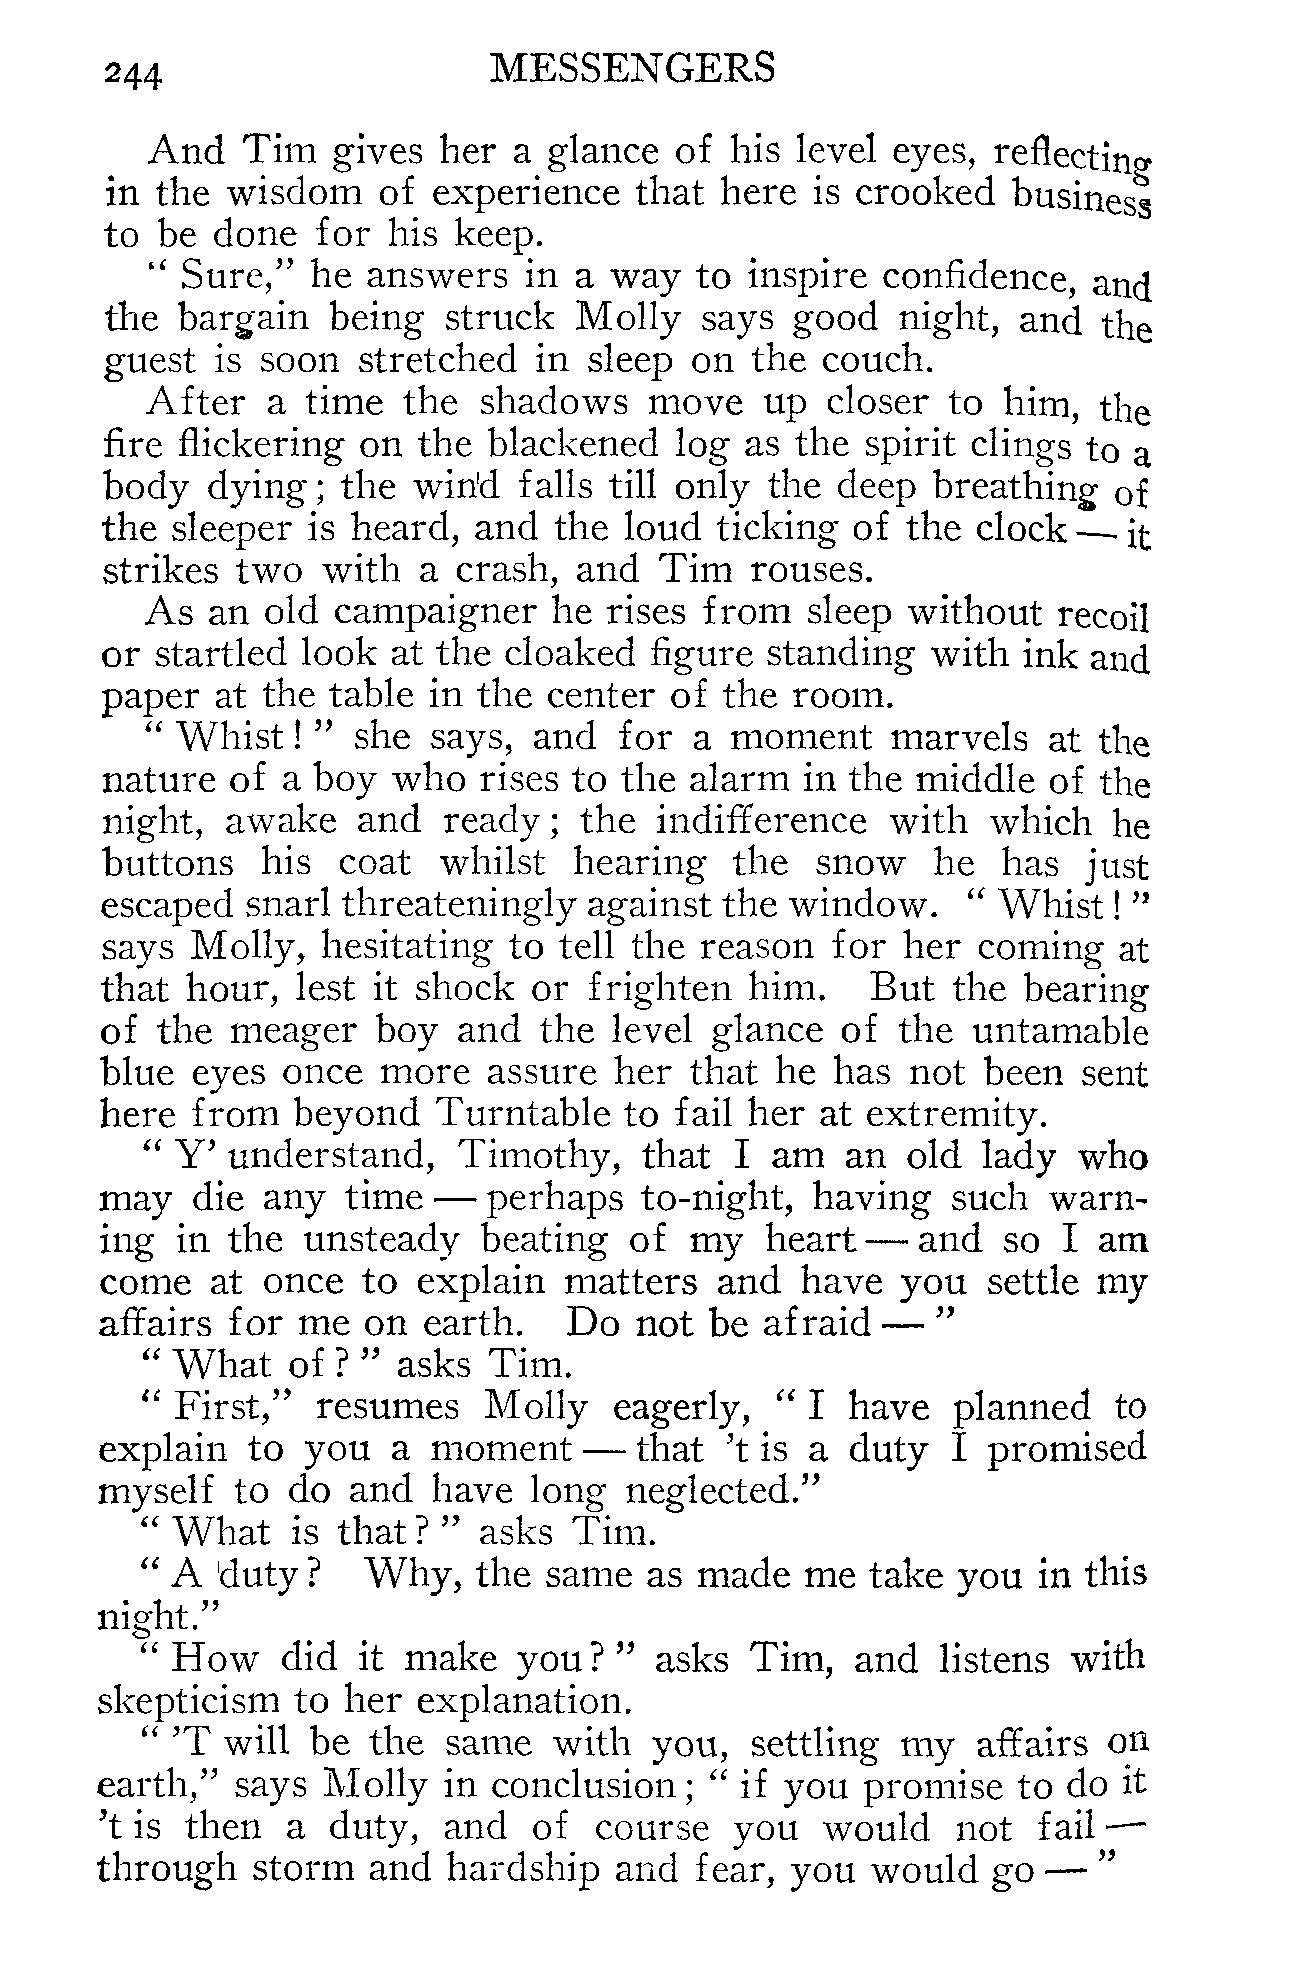 244 MESSENGERS
And Tim gives her a glance of his level eyes, reflecting
in the wisdom of experience that here is crooked business
to be done for his keep.
“ Sure,” he answers in a way to inspire confidence, and
the bargain being struck Molly says good night, and the
guest is soon stretched in sleep on the couch.
After a time the shadows move up closer to him, the
fire flickering on the blackened log as the spirit clings to a
body dying ; the wind falls till only the deep breathing of
the sleeper is heard, and the loud ticking of the clock — it
strikes two with a crash, and Tim rouses.
As an old campaigner he rises from sleep without recoil
or startled look at the cloaked figure standing with ink and
paper at the table in the center of the room.
“ Whist ! ” she says, and for a moment marvels at the
nature of a boy who rises to the alarm in the middle of the
night, awake and ready ; the indifference with which he
buttons his coat whilst hearing the snow he has just
escaped snarl threateningly against the window. “ Whist ! ”
says Molly, hesitating to tell the reason for her coming at
that hour, lest it shock or frighten him. But the bearing
of the meager boy and the level glance of the untamable
blue eyes once more assure her that he has not been sent
here from beyond Turntable to fail her at extremity.
“ Y’ understand, Timothy, that I am an old lady who
may die any time — perhaps to-night, having such warn-
ing in the unsteady beating of my heart — and so I am
come at once to explain matters and have you settle my
affairs for me on earth. Do not be afraid — ”
“ What of ? ” asks Tim.
“ First,” resumes Molly eagerly, “ I have planned to
explain to you a moment — that ’t is a duty I promised
myself to do and have long neglected.”
“ What is that ? ” asks Tim.
“ A duty ? Why, the same as made me take you in this
night.”
“ How did it make you ? ” asks Tim, and listens with
skepticism to her explanation.
“ ’T will be the same with you, settling my affairs on
earth,” says Molly in conclusion ; “ if you promise to do it
’t is then a duty, and of course you would not fail —
through storm and hardship and fear, you would go — ”